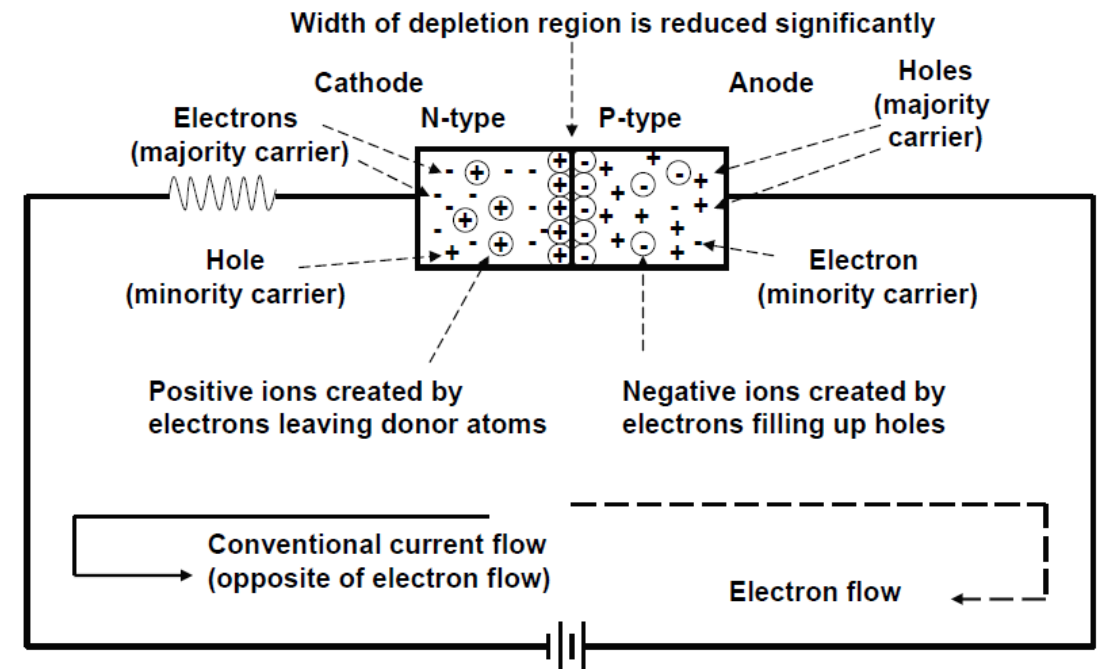 Width of depletion region is reduced significantly
Cathode
Anode
Holes
(majority
carrier)
Electrons
(majority carrier)
N-type
P-type
Hole
(minority carrier)
Electron
(minority carrier)
Positive ions created by
electrons leaving donor atoms
Negative ions created by
electrons filling up holes
Conventional current flow
(opposite of electron flow)
Electron flow